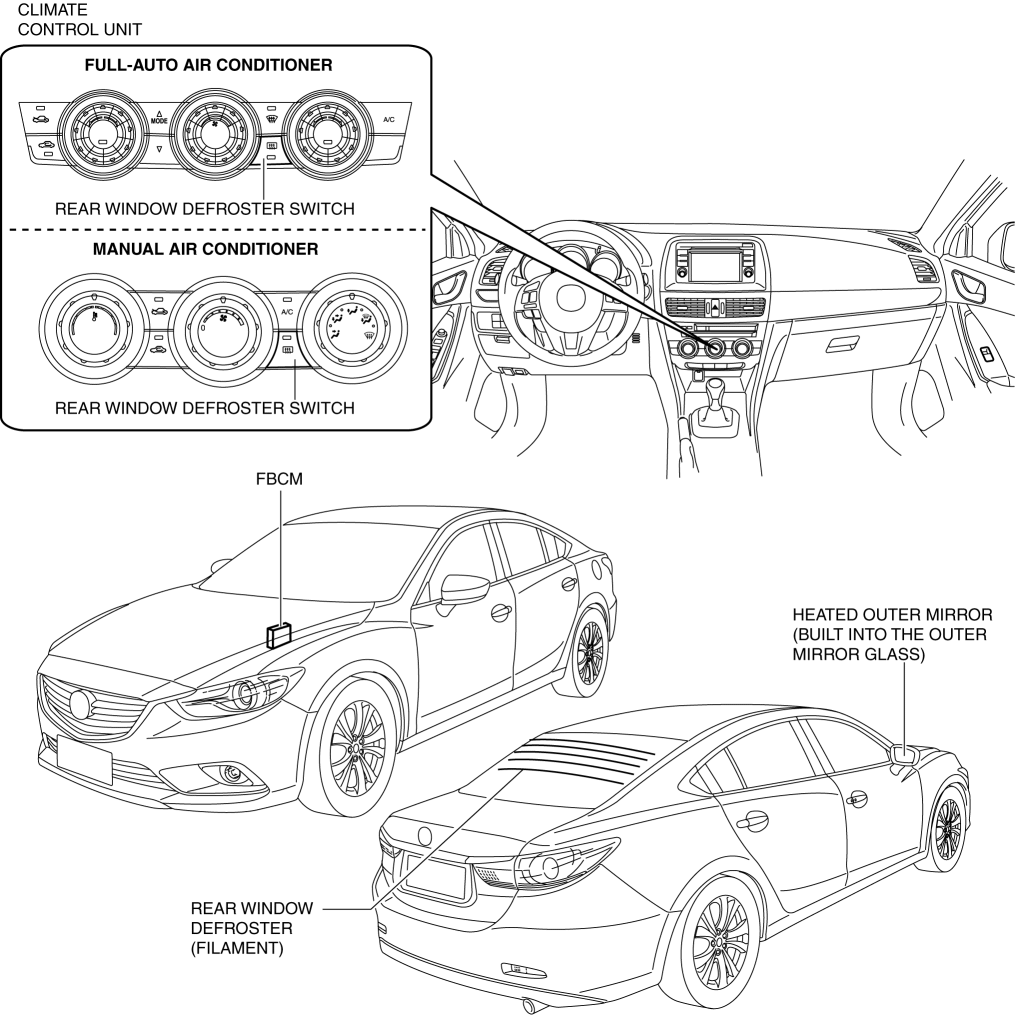 CLIMATE
CONTROL UNIT
FULL-AUTO AIR CONDITIONER
MODE
A/C
REAR WINDOW DEFROSTER SWITCH
MANUAL AIR CONDITIONER
A/C
REAR WINDOW DEFROSTER SWITCH
FBCM
HEATED OUTER MIRROR
(BUILT INTO THE OUTER
MIRROR GLASS)
REAR WINDOW
DEFROSTER
(FILAMENT)